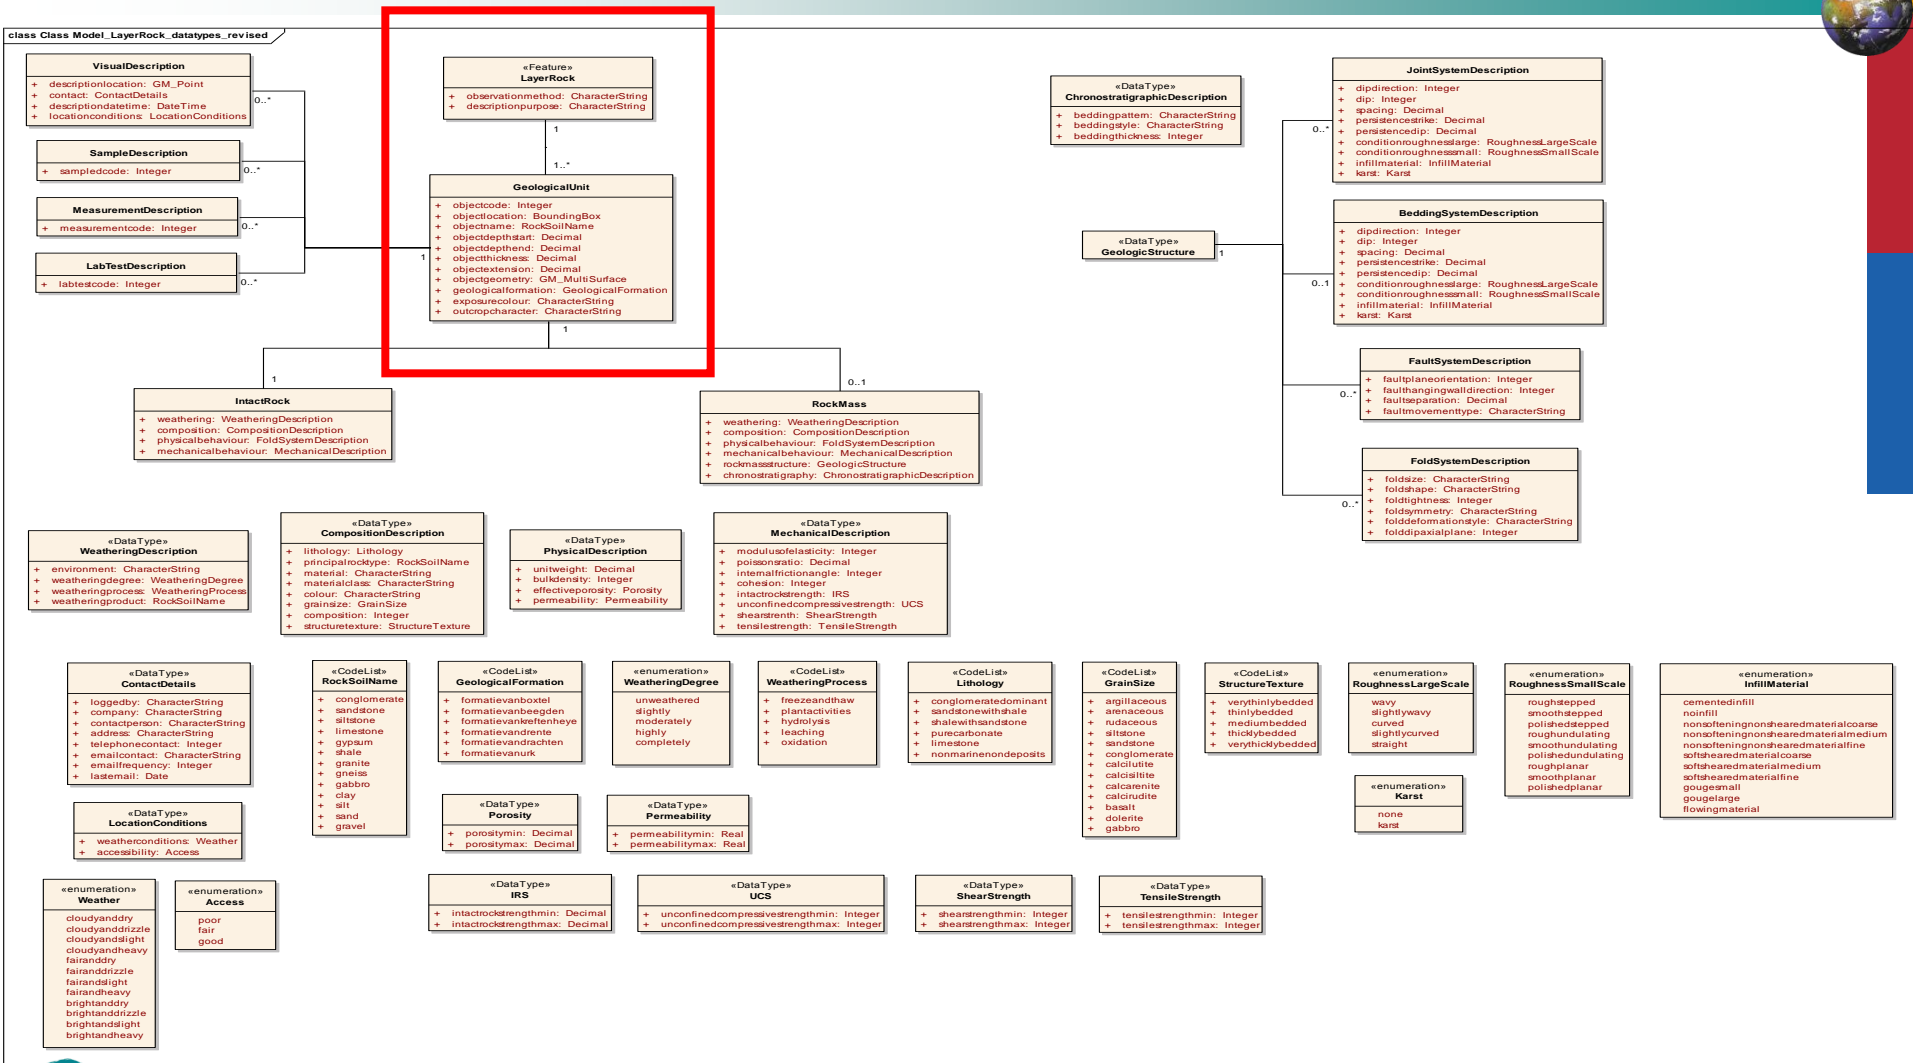 class Class Model_LayerRock_datatypes_revised
VisualDescription
+ descriptionlocation: GM_Point
+ contact: ContactDetails
+ descriptiondatetime: DateTime
+ locationconditions: LocationConditions
0..*
SampleDescription
+ sampledcode: Integer
0..*
MeasurementDescription
+ measurementcode: Integer
0..*
LabTestDescription
+ labtestcode: Integer
0..*
«Feature»
LayerRock
+ observationmethod: CharacterString
+ descriptionpurpose: CharacterString
1
1..*
GeologicalUnit
+ objectcode: Integer
+ objectlocation: BoundingBox
+ objectname: RockSoilName
+ objectdepthstart: Decimal
+ objectdepthend: Decimal
+ objectthickness: Decimal
+ objectextension: Decimal
+ objectgeometry: GM_MultiSurface
+ geologicalformation: GeologicalFormation
+ exposurecolour: CharacterString
+ outcropcharacter: CharacterString
1
1
1
0..1
IntactRock
+ weathering: WeatheringDescription
+ composition: CompositionDescription
+ physicalbehaviour: FoldSystemDescription
+ mechanicalbehaviour: MechanicalDescription
RockMass
+ weathering: WeatheringDescription
+ composition: CompositionDescription
+ physicalbehaviour: FoldSystemDescription
+ mechanicalbehaviour: MechanicalDescription
+ rockmassstructure: GeologicStructure
+ chronostratigraphy: ChronostratigraphicDescription
«DataType»
ChronostratigraphicDescription
+ beddingpattern: CharacterString
+ beddingstyle: CharacterString
+ beddingthickness: Integer
«DataType»
GeologicStructure
1
JointSystemDescription
+ dipdirection: Integer
+ dip: Integer
+ spacing: Decimal
+ persistencestrike: Decimal
+ persistencedip: Decimal
+ conditionroughnesslarge: RoughnessLargeScale
+ conditionroughnesssmall: RoughnessSmallScale
+ infillmaterial: InfillMaterial
+ karst: Karst
0..*
BeddingSystemDescription
+ dipdirection: Integer
+ dip: Integer
+ spacing: Decimal
+ persistencestrike: Decimal
+ persistencedip: Decimal
+ conditionroughnesslarge: RoughnessLargeScale
+ conditionroughnesssmall: RoughnessSmallScale
+ infillmaterial: InfillMaterial
+ karst: Karst
0..1
FaultSystemDescription
+ faultplaneorientation: Integer
+ faulthangingwalldirection: Integer
+ faultseparation: Decimal
+ faultmovementtype: CharacterString
0..*
FoldSystemDescription
+ foldsize: CharacterString
+ foldshape: CharacterString
+ foldtightness: Integer
+ foldsymmetry: CharacterString
+ folddeformationstyle: CharacterString
+ folddipaxialplane: Integer
0..*
«DataType»
WeatheringDescription
+ environment: CharacterString
+ weatheringdegree: WeatheringDegree
+ weatheringprocess: WeatheringProcess
+ weatheringproduct: RockSoilName
«DataType»
CompositionDescription
+ lithology: Lithology
+ principalrocktype: RockSoilName
+ material: CharacterString
+ materialclass: CharacterString
+ colour: CharacterString
+ grainsize: GrainSize
+ composition: Integer
+ structuretexture: StructureTexture
«DataType»
PhysicalDescription
+ unitweight: Decimal
+ bulkdensity: Integer
+ effectiveporosity: Porosity
+ permeability: Permeability
«DataType»
MechanicalDescription
+ modulusofelasticity: Integer
+ poissonsratio: Decimal
+ internalfrictionangle: Integer
+ cohesion: Integer
+ intactrockstrength: IRS
+ unconfinedcompressivestrength: UCS
+ shearstrenth: ShearStrength
+ tensilestrength: TensileStrength
«DataType»
ContactDetails
+ loggedby: CharacterString
+ company: CharacterString
+ contactperson: CharacterString
+ address: CharacterString
+ telephonecontact: Integer
+ emailcontact: CharacterString
+ emailfrequency: Integer
+ lastemail: Date
«CodeList»
RockSoilName
+ conglomerate
+ sandstone
+ siltstone
+ limestone
+ gypsum
+ shale
+ granite
+ gneiss
+ gabbro
+ clay
+ silt
+ sand
+ gravel
«CodeList»
GeologicalFormation
+ formatievanboxtel
+ formatievanbeegden
+ formatievankreftenheye
+ formatievandrente
+ formatievandrachten
+ formatievanurk
«enumeration»
WeatheringDegree
unweathered
slightly
moderately
highly
completely
«CodeList»
WeatheringProcess
+ freezeandthaw
+ plantactivities
+ hydrolysis
+ leaching
+ oxidation
«CodeList»
Lithology
+ conglomeratedominant
+ sandstonewithshale
+ shalewithsandstone
+ purecarbonate
+ limestone
+ nonmarinenondeposits
«CodeList»
GrainSize
+ argillaceous
+ arenaceous
+ rudaceous
+ siltstone
+ sandstone
+ conglomerate
+ calcilutite
+ calcisiltite
+ calcarenite
+ calcirudite
+ basalt
+ dolerite
+ gabbro
«CodeList»
StructureTexture
+ verythinlybedded
+ thinlybedded
+ mediumbedded
+ thicklybedded
+ verythicklybedded
«enumeration»
RoughnessLargeScale
wavy
slightlywavy
curved
slightlycurved
straight
«enumeration»
RoughnessSmallScale
roughstepped
smoothstepped
polishedstepped
roughundulating
smoothundulating
polishedundulating
roughplanar
smoothplanar
polishedplanar
«enumeration»
InfillMaterial
cementedinfill
noinfill
nonsofteningnonshearedmaterialcoarse
nonsofteningnonshearedmaterialmedium
nonsofteningnonshearedmaterialfine
softshearedmaterialcoarse
softshearedmaterialmedium
softshearedmaterialfine
gougesmall
gougelarge
flowingmaterial
«enumeration»
Karst
none
karst
«DataType»
LocationConditions
+ weatherconditions: Weather
+ accessibility: Access
«DataType»
Porosity
+ porositymin: Decimal
+ porositymax: Decimal
«DataType»
Permeability
+ permeabilitymin: Real
+ permeabilitymax: Real
«enumeration»
Weather
cloudyanddry
cloudyanddrizzle
cloudyandslight
cloudyandheavy
fairanddry
fairanddrizzle
fairandslight
fairandheavy
brightanddry
brightanddrizzle
brightandslight
brightandheavy
«enumeration»
Access
poor
fair
good
«DataType»
IRS
+ intactrockstrengthmin: Decimal
+ intactrockstrengthmax: Decimal
«DataType»
UCS
+ unconfinedcompressivestrengthmin: Integer
+ unconfinedcompressivestrengthmax: Integer
«DataType»
ShearStrength
+ shearstrengthmin: Integer
+ shearstrengthmax: Integer
«DataType»
TensileStrength
+ tensilestrengthmin: Integer
+ tensilestrengthmax: Integer